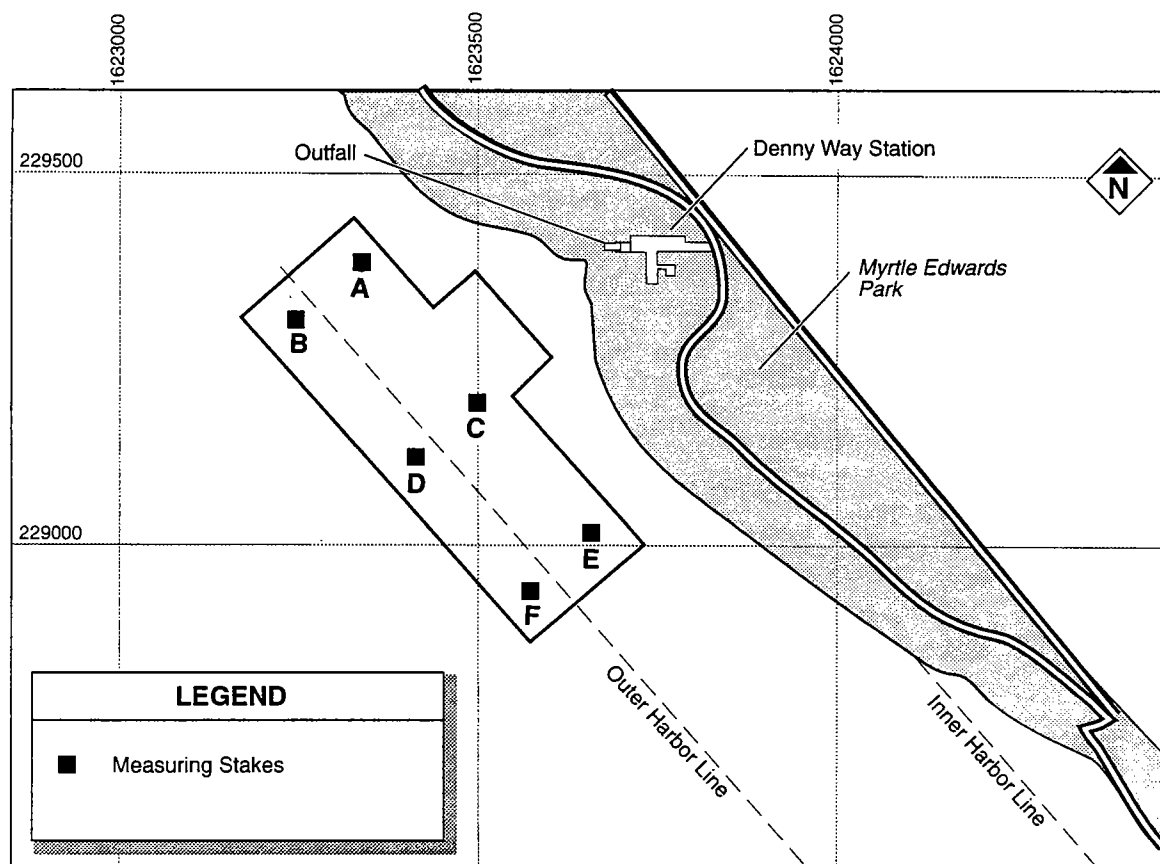 1623000
1623500
1624000
229500
Outfall
Denny Way Station
N
Myrtle Edwards
Park
A
B
C
D
229000
E
F
Outer Harbor Line
Inner Harbor Line
LEGEND
Measuring Stakes